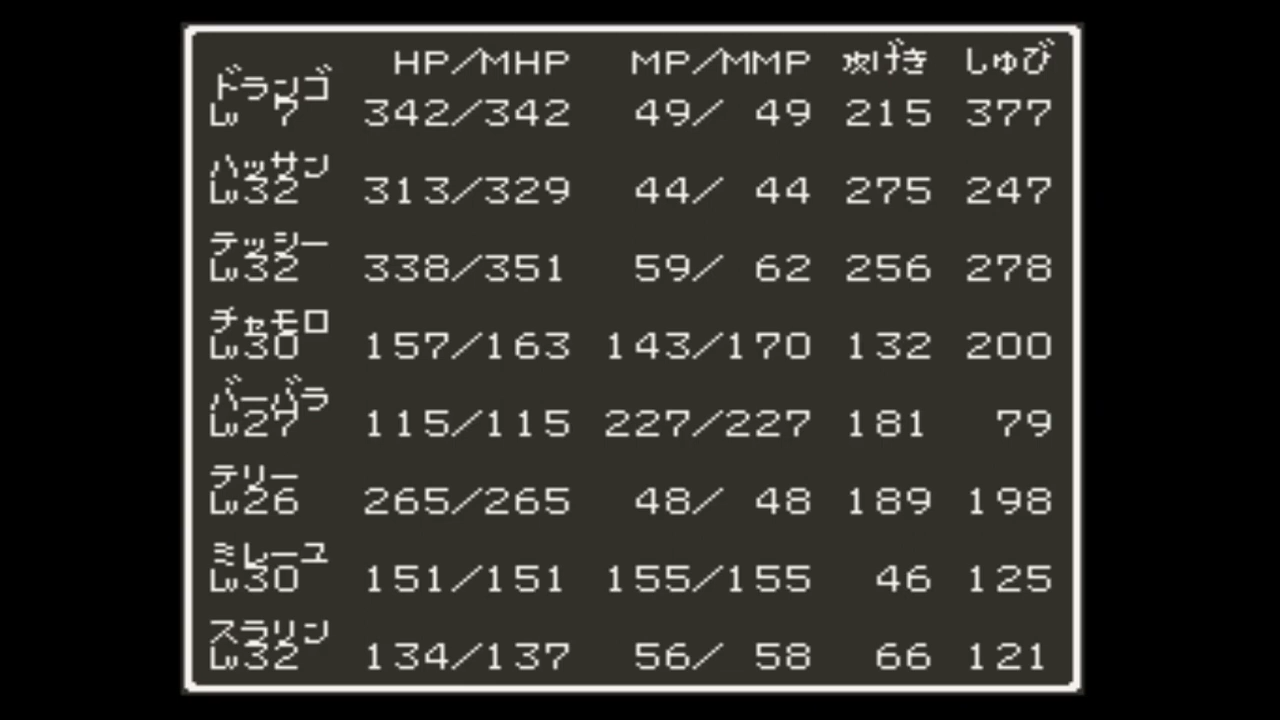 HP/MHP MP/MMP 攻げき しゅび
ドランゴ
Lv 7 342/342 49/ 49 215 377
ハッサン
Lv32 313/329 44/ 44 275 247
テッシー
Lv32 338/351 59/ 62 256 278
チャモロ
Lv30 157/163 143/170 132 200
バーバラ
Lv27 115/115 227/227 181 79
テリー
Lv26 265/265 48/ 48 189 198
ミレーユ
Lv30 151/151 155/155 46 125
スラリン
Lv32 134/137 56/ 58 66 121